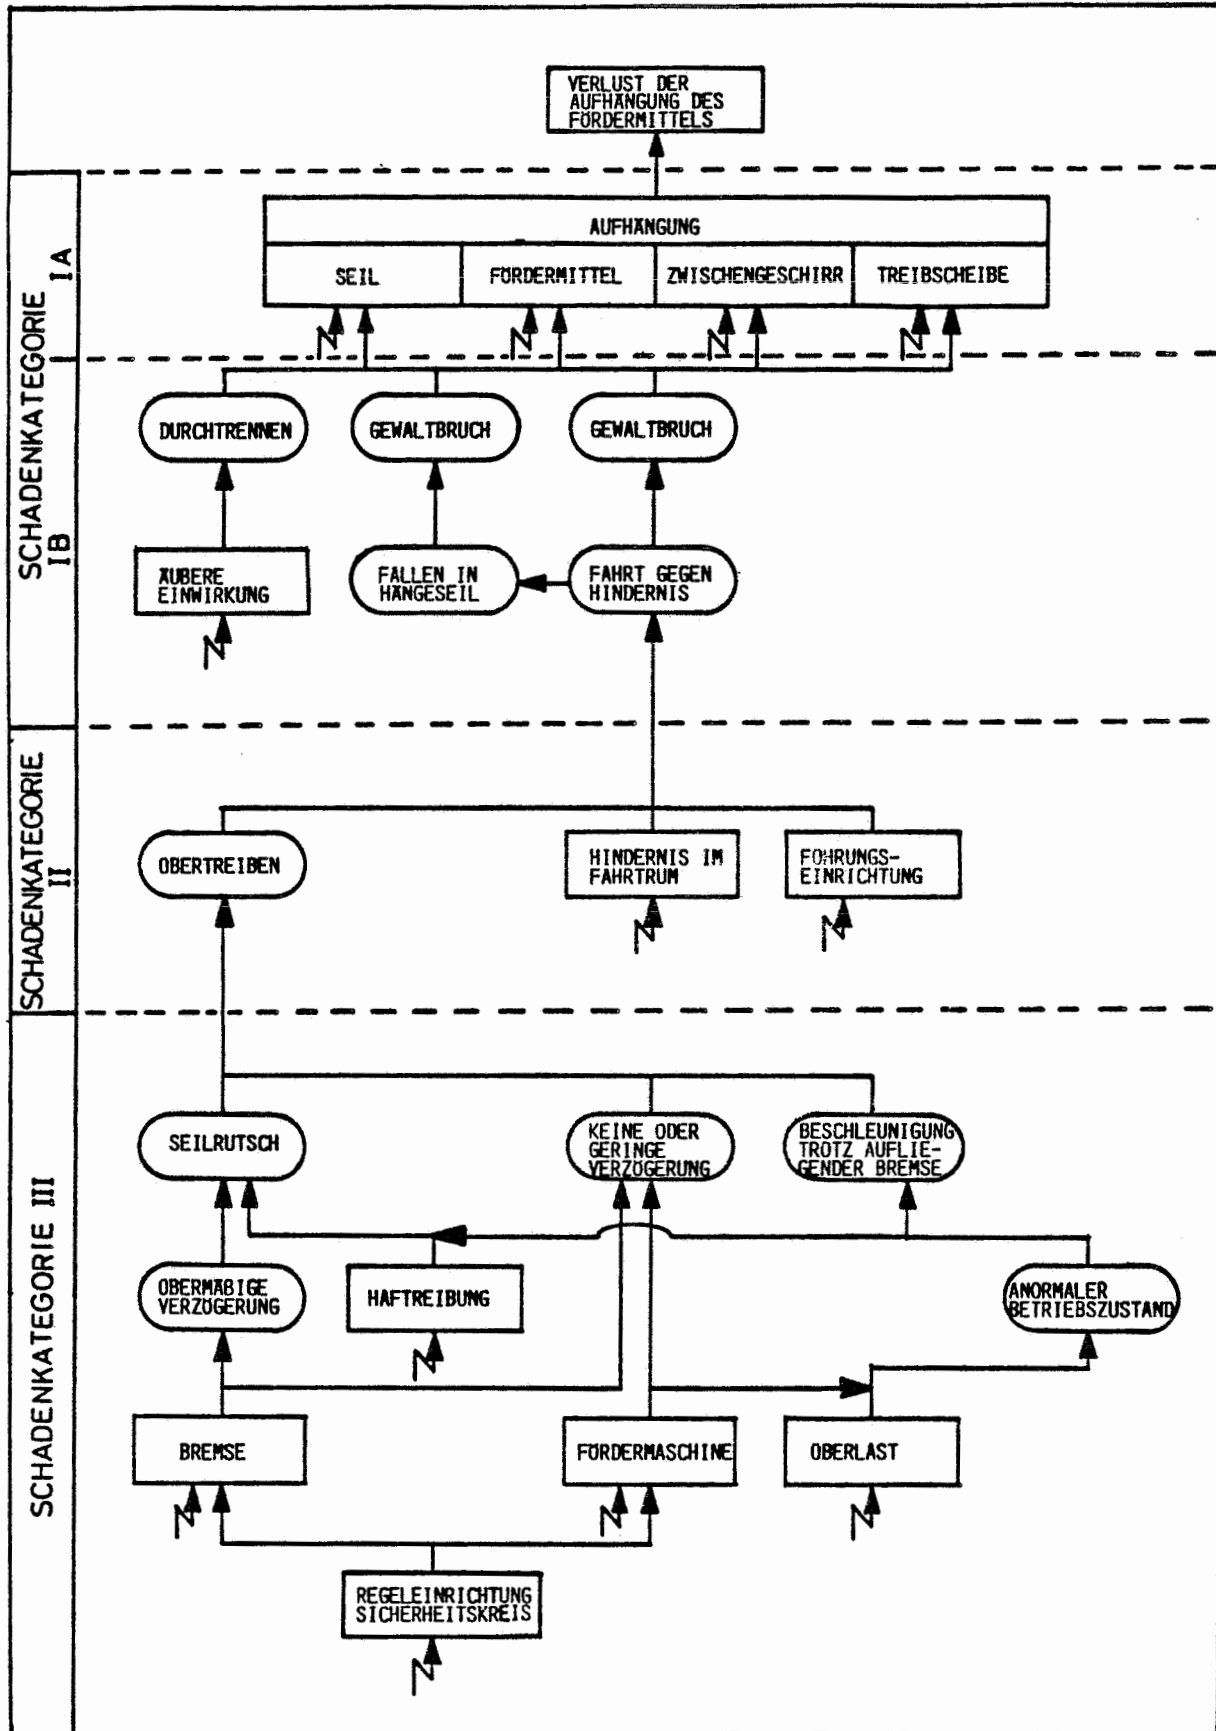 VERLUST DER
AUFHÄNGUNG DES
FÖRDERMITTELS
SCHADENKATEGORIE
IA
IB
AUFHÄNGUNG
SEIL
FÖRDERMITTEL
ZWISCHENGESCHIRR
TREIBSCHEIBE
DURCHTRENNEN
GEWALTBRUCH
GEWALTBRUCH
ÄUßERE
EINWIRKUNG
FALLEN IN
HÄNGESEIL
FAHRT GEGEN
HINDERNIS
SCHADENKATEGORIE
II
ÜBERTREIBEN
HINDERNIS IM
FAHRTRUM
FÜHRUNGS-
EINRICHTUNG
SCHADENKATEGORIE III
SEILRUTSCH
KEINE ODER
GERINGE
VERZÖGERUNG
BESCHLEUNIGUNG
TROTZ AUFLIE-
GENDER BREMSE
ÜBERMÄßIGE
VERZÖGERUNG
HAFTREIBUNG
ANORMALER
BETRIEBSZUSTAND
BREMSE
FÖRDERMASCHINE
ÜBERLAST
REGELEINRICHTUNG
SICHERHEITSKREIS